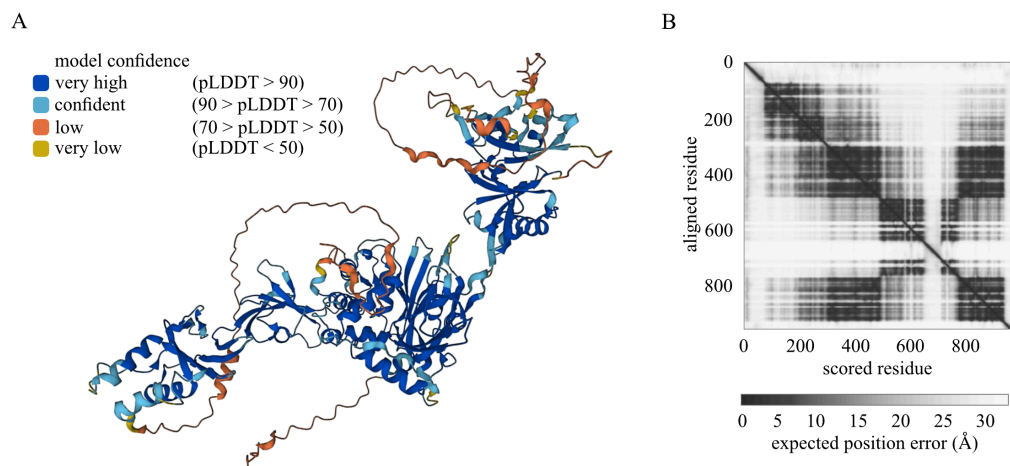 A
model confidence
very high (pLDDT > 90)
confident (90 > pLDDT > 70)
low (70 > pLDDT > 50)
very low (pLDDT < 50)
B
0
200
400
600
800
aligned residue
0 200 400 600 800
scored residue
0 5 10 15 20 25 30
expected position error (Å)